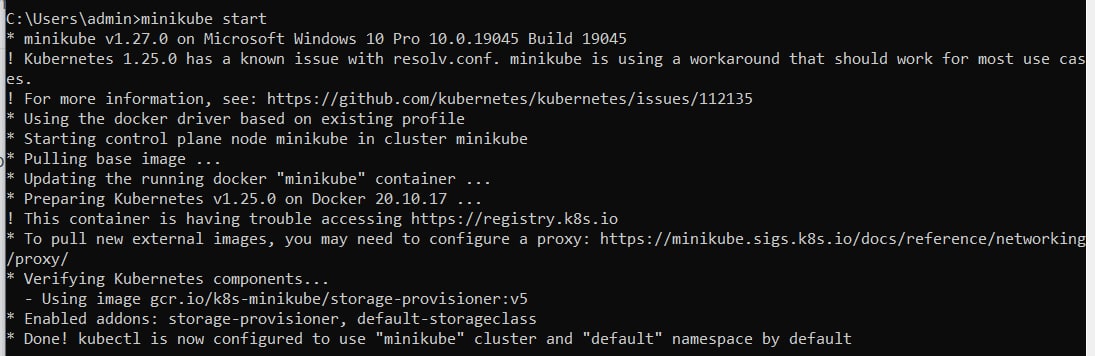 C:\Users\admin>minikube start
* minikube v1.27.0 on Microsoft Windows 10 Pro 10.0.19045 Build 19045
! Kubernetes 1.25.0 has a known issue with resolv.conf. minikube is using a workaround that should work for most use cas
es.
! For more information, see: https://github.com/kubernetes/kubernetes/issues/112135
* Using the docker driver based on existing profile
* Starting control plane node minikube in cluster minikube
* Pulling base image ...
* Updating the running docker "minikube" container ...
* Preparing Kubernetes v1.25.0 on Docker 20.10.17 ...
! This container is having trouble accessing https://registry.k8s.io
* To pull new external images, you may need to configure a proxy: https://minikube.sigs.k8s.io/docs/reference/networking
/proxy/
* Verifying Kubernetes components...
  - Using image gcr.io/k8s-minikube/storage-provisioner:v5
* Enabled addons: storage-provisioner, default-storageclass
* Done! kubectl is now configured to use "minikube" cluster and "default" namespace by default